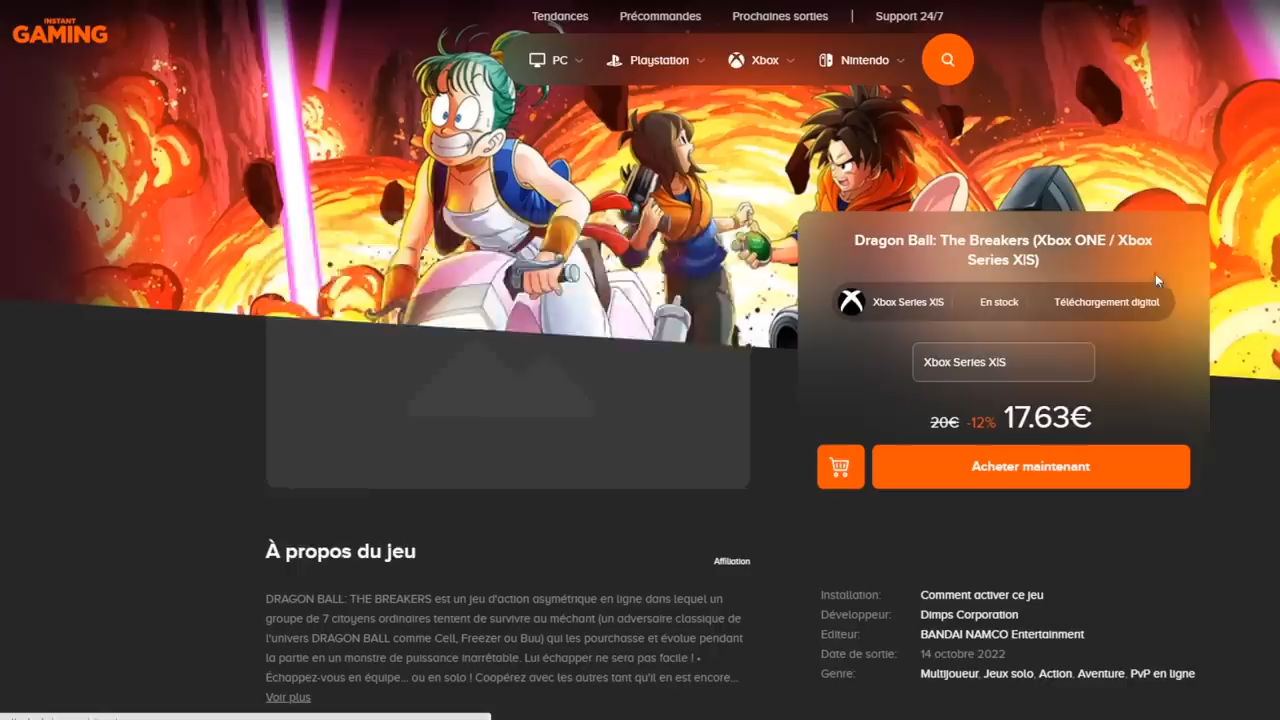 INSTANT
GAMING
Tendances
Précommandes
Prochaines sorties
Support 24/7
PC
Playstation
Xbox
Nintendo
Dragon Ball: The Breakers (Xbox ONE / Xbox
Series X|S)
Xbox Series X|S
En stock
Téléchargement digital
Xbox Series X|S
20€ -12% 17.63€
Acheter maintenant
À propos du jeu
Affiliation
DRAGON BALL: THE BREAKERS est un jeu d'action asymétrique en ligne dans lequel un
groupe de 7 citoyens ordinaires tentent de survivre au méchant (un adversaire classique de
l'univers DRAGON BALL comme Cell, Freezer ou Buu) qui les pourchasse et évolue pendant
la partie en un monstre de puissance inarrêtable. Lui échapper ne sera pas facile ! •
Échappez-vous en équipe... ou en solo ! Coopérez avec les autres tant qu'il en est encore...
Voir plus
Installation: Comment activer ce jeu
Développeur: Dimps Corporation
Editeur: BANDAI NAMCO Entertainment
Date de sortie: 14 octobre 2022
Genre: Multijoueur, Jeux solo, Action, Aventure, PvP en ligne